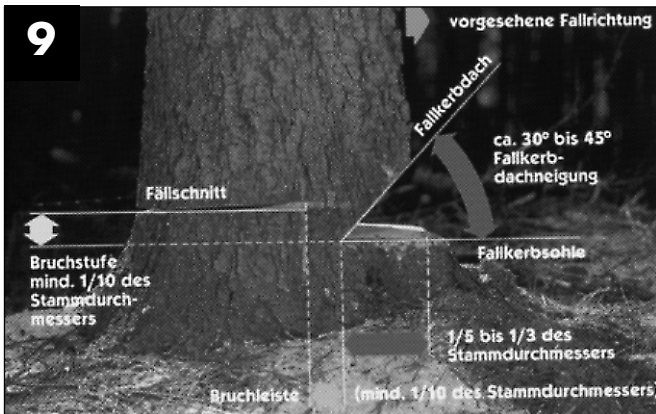 9
vorgesehene Fallrichtung
Fallkerbdach
ca. 30° bis 45°
Fallkerb-
dachneigung
Fällschnitt
Fallkerbsohle
Bruchstufe
mind. 1/10 des
Stammdurch-
messers
1/5 bis 1/3 des
Stammdurchmessers
Bruchleiste (mind. 1/10 des Stammdurchmessers)